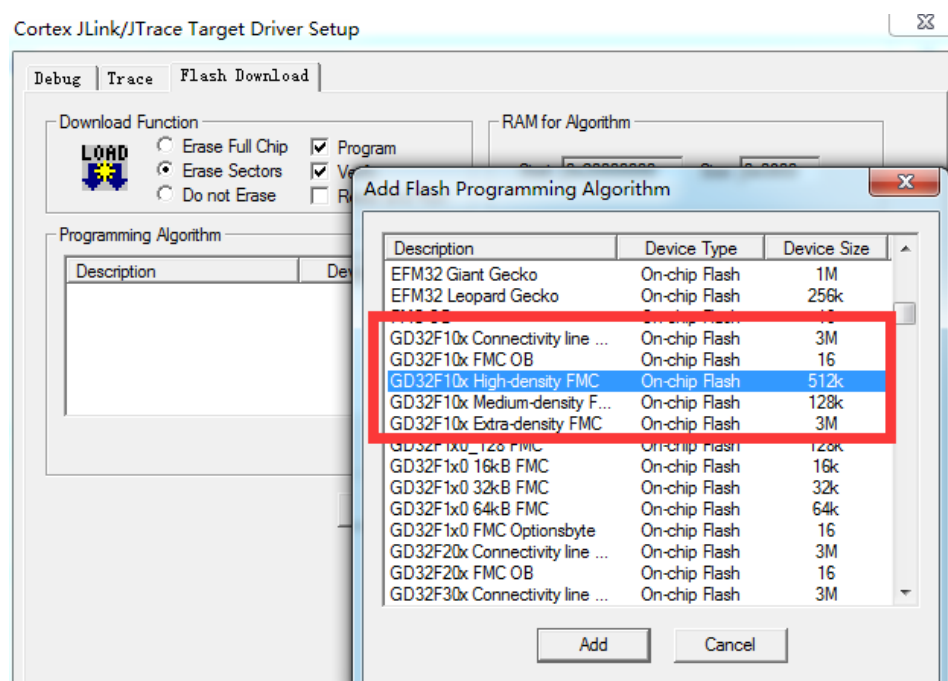 Cortex JLink/JTrace Target Driver Setup
Debug Trace Flash Download
Download Function
RAM for Algorithm
LOAD
Erase Full Chip Program
Erase Sectors
Do not Erase
Add Flash Programming Algorithm
Programming Algorithm
Description
Description Device Type Device Size
EFM32 Giant Gecko On-chip Flash 1M
EFM32 Leopard Gecko On-chip Flash 256k
GD32F10x Connectivity line ... On-chip Flash 3M
GD32F10x FMC OB On-chip Flash 16
GD32F10x High-density FMC On-chip Flash 512k
GD32F10x Medium-density F... On-chip Flash 128k
GD32F10x Extra-density FMC On-chip Flash 3M
GD32F1x0_128 FMC On-chip Flash 128k
GD32F1x0 16kB FMC On-chip Flash 16k
GD32F1x0 32kB FMC On-chip Flash 32k
GD32F1x0 64kB FMC On-chip Flash 64k
GD32F1x0 FMC Optionsbyte On-chip Flash 16
GD32F20x Connectivity line ... On-chip Flash 3M
GD32F20x FMC OB On-chip Flash 16
GD32F30x Connectivity line ... On-chip Flash 3M
Add Cancel